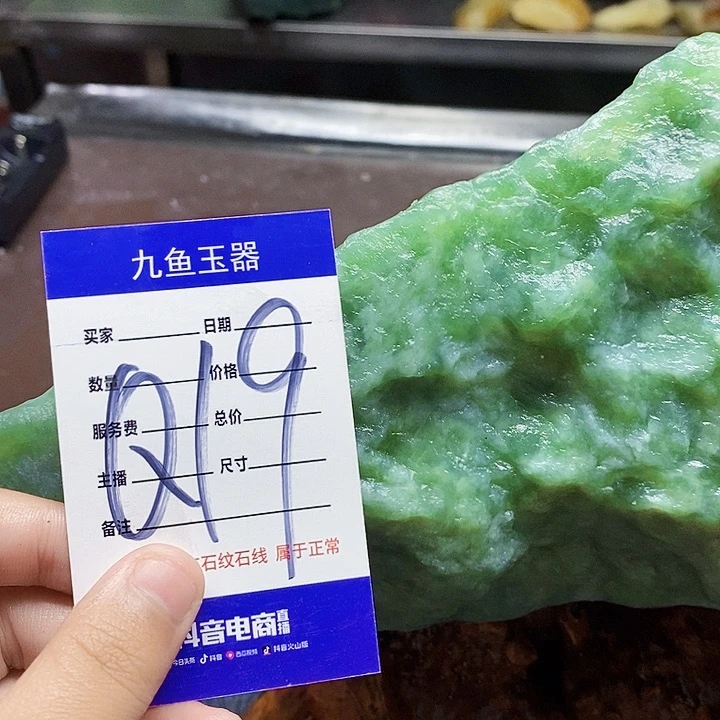 九鱼玉器
买家 日期
数量 价格
服务费 总价
主播 尺寸
备注
Q19
石纹石线 属于正常
抖音电商 直播
今日头条 抖音 西瓜视频 抖音火山版